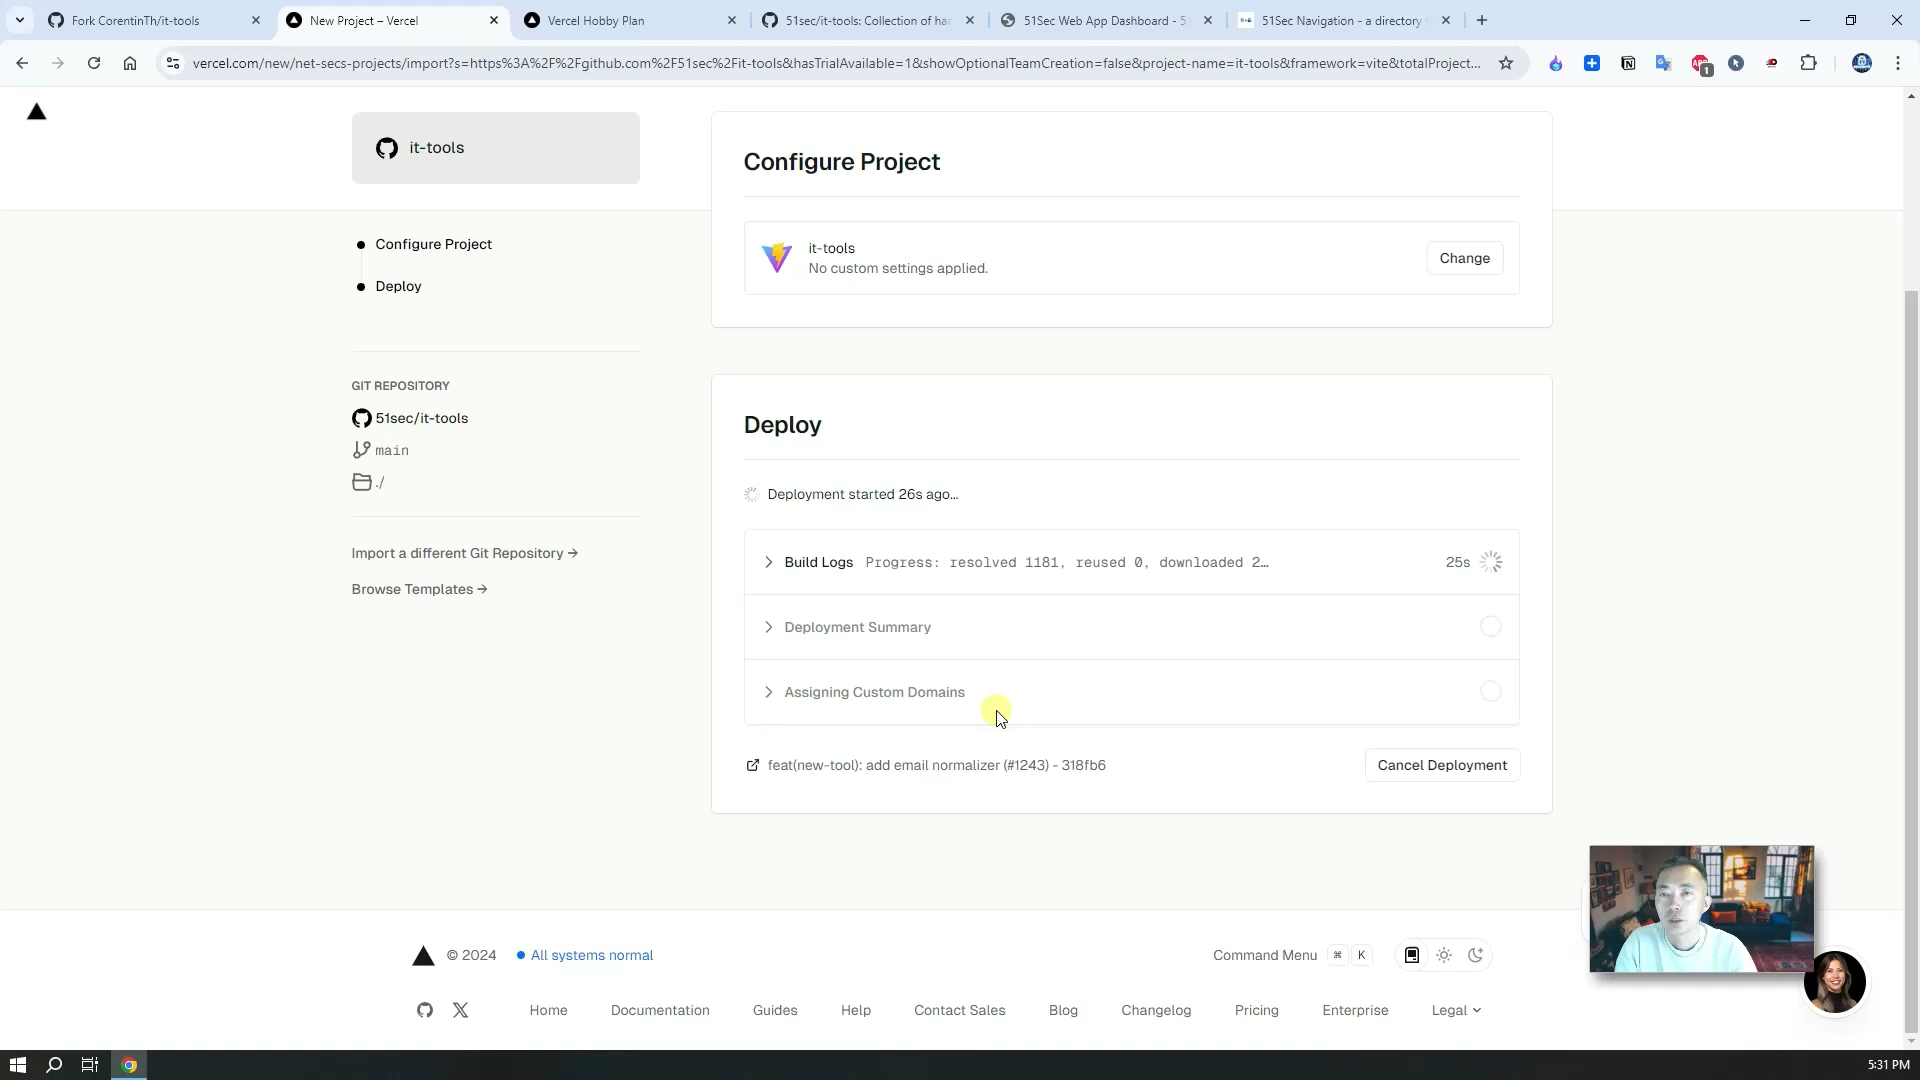 Fork CorentinTh/it-tools
New Project – Vercel
Vercel Hobby Plan
51sec/it-tools: Collection of ha
51Sec Web App Dashboard - 5
51Sec Navigation - a directory
vercel.com/new/net-secs-projects/import?s=https%3A%2F%2Fgithub.com%2F51sec%2Fit-tools&hasTrialAvailable=1&showOptionalTeamCreation=false&project-name=it-tools&framework=vite&totalProject...
1
it-tools
Configure Project
Deploy
GIT REPOSITORY
51sec/it-tools
main
./
Import a different Git Repository →
Browse Templates →
Configure Project
it-tools
No custom settings applied.
Change
Deploy
Deployment started 26s ago...
Build Logs
Progress: resolved 1181, reused 0, downloaded 2…
25s
Deployment Summary
Assigning Custom Domains
feat(new-tool): add email normalizer (#1243) - 318fb6
Cancel Deployment
© 2024
All systems normal
Command Menu ⌘ K
Home
Documentation
Guides
Help
Contact Sales
Blog
Changelog
Pricing
Enterprise
Legal
5:31 PM